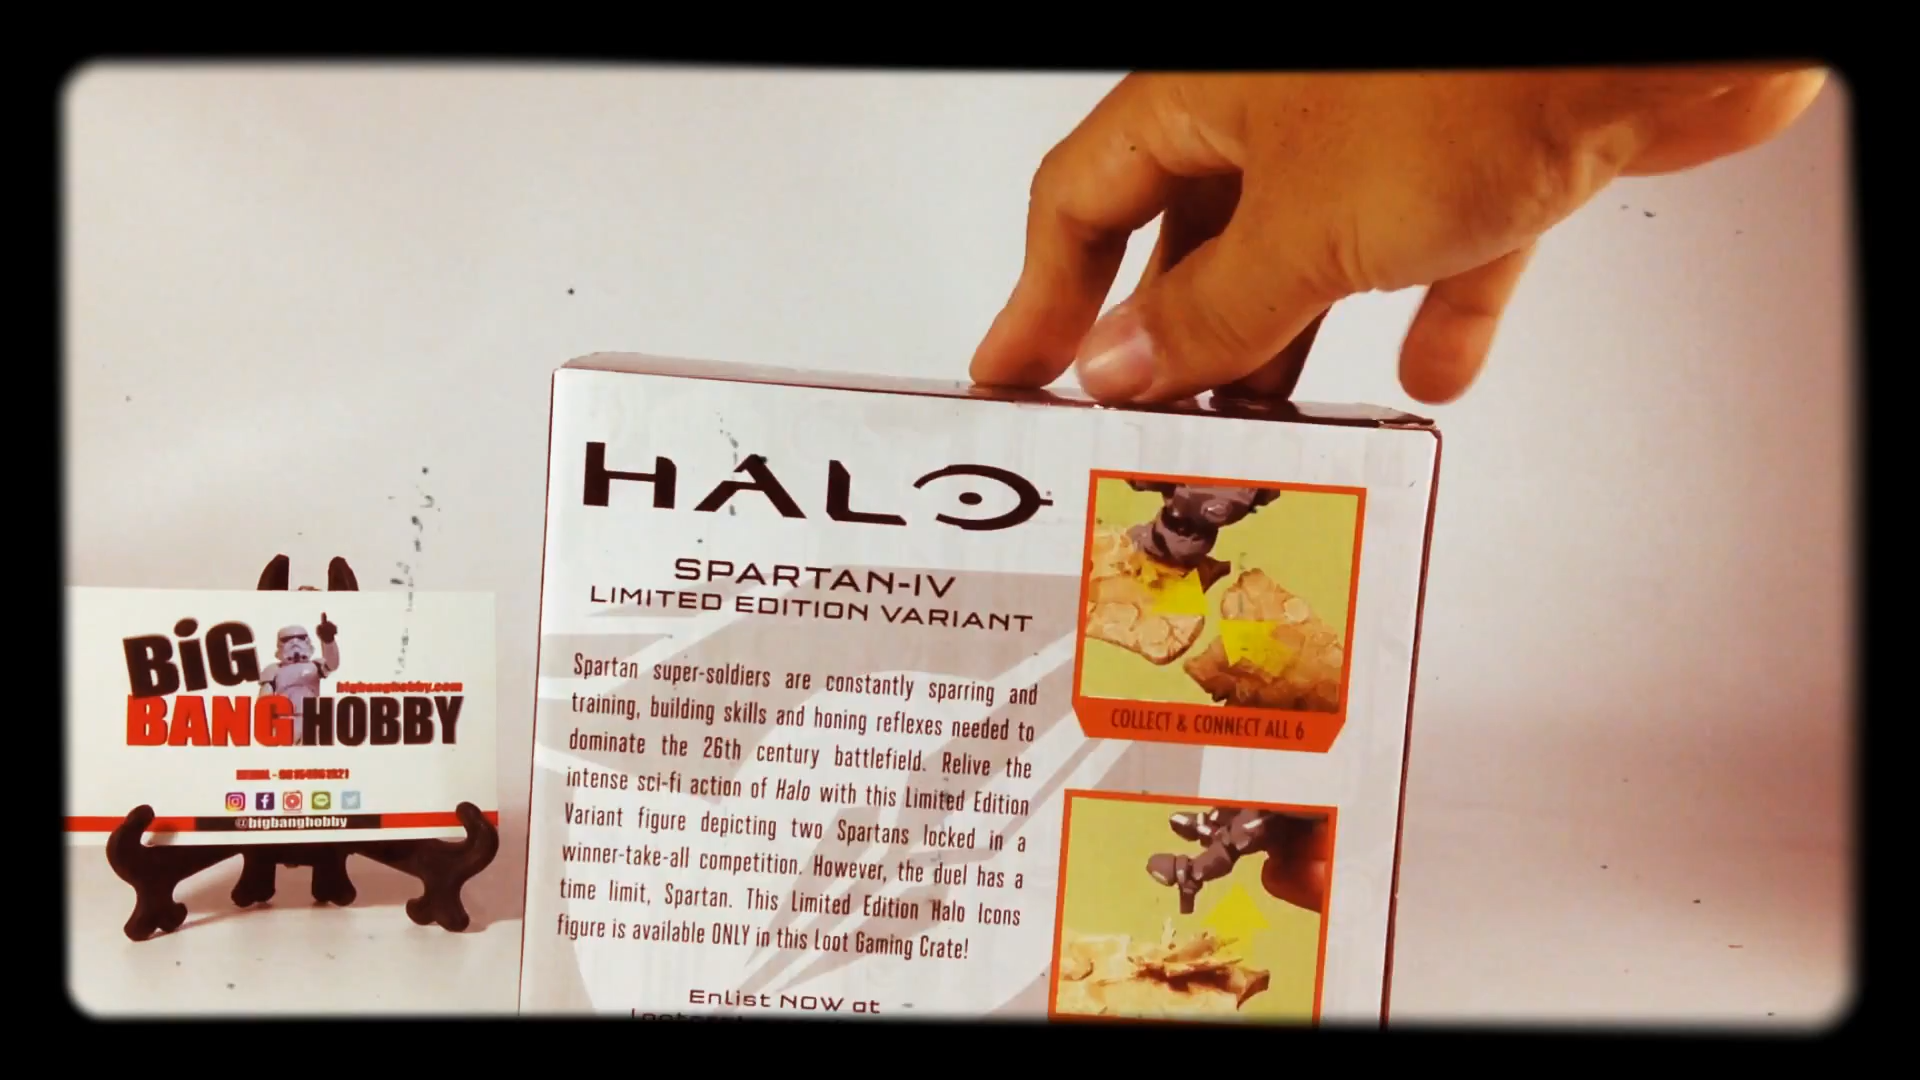 HALO
SPARTAN-IV
LIMITED EDITION VARIANT
Spartan super-soldiers are constantly sparring and
training, building skills and honing reflexes needed to
dominate the 26th century battlefield. Relive the
intense sci-fi action of Halo with this Limited Edition
Variant figure depicting two Spartans locked in a
winner-take-all competition. However, the duel has a
time limit, Spartan. This Limited Edition Halo Icons
figure is available ONLY in this Loot Gaming Crate!
Enlist NOW at
COLLECT & CONNECT ALL 6
BiG
bigbanghobby.com
BANG HOBBY
@bigbanghobby